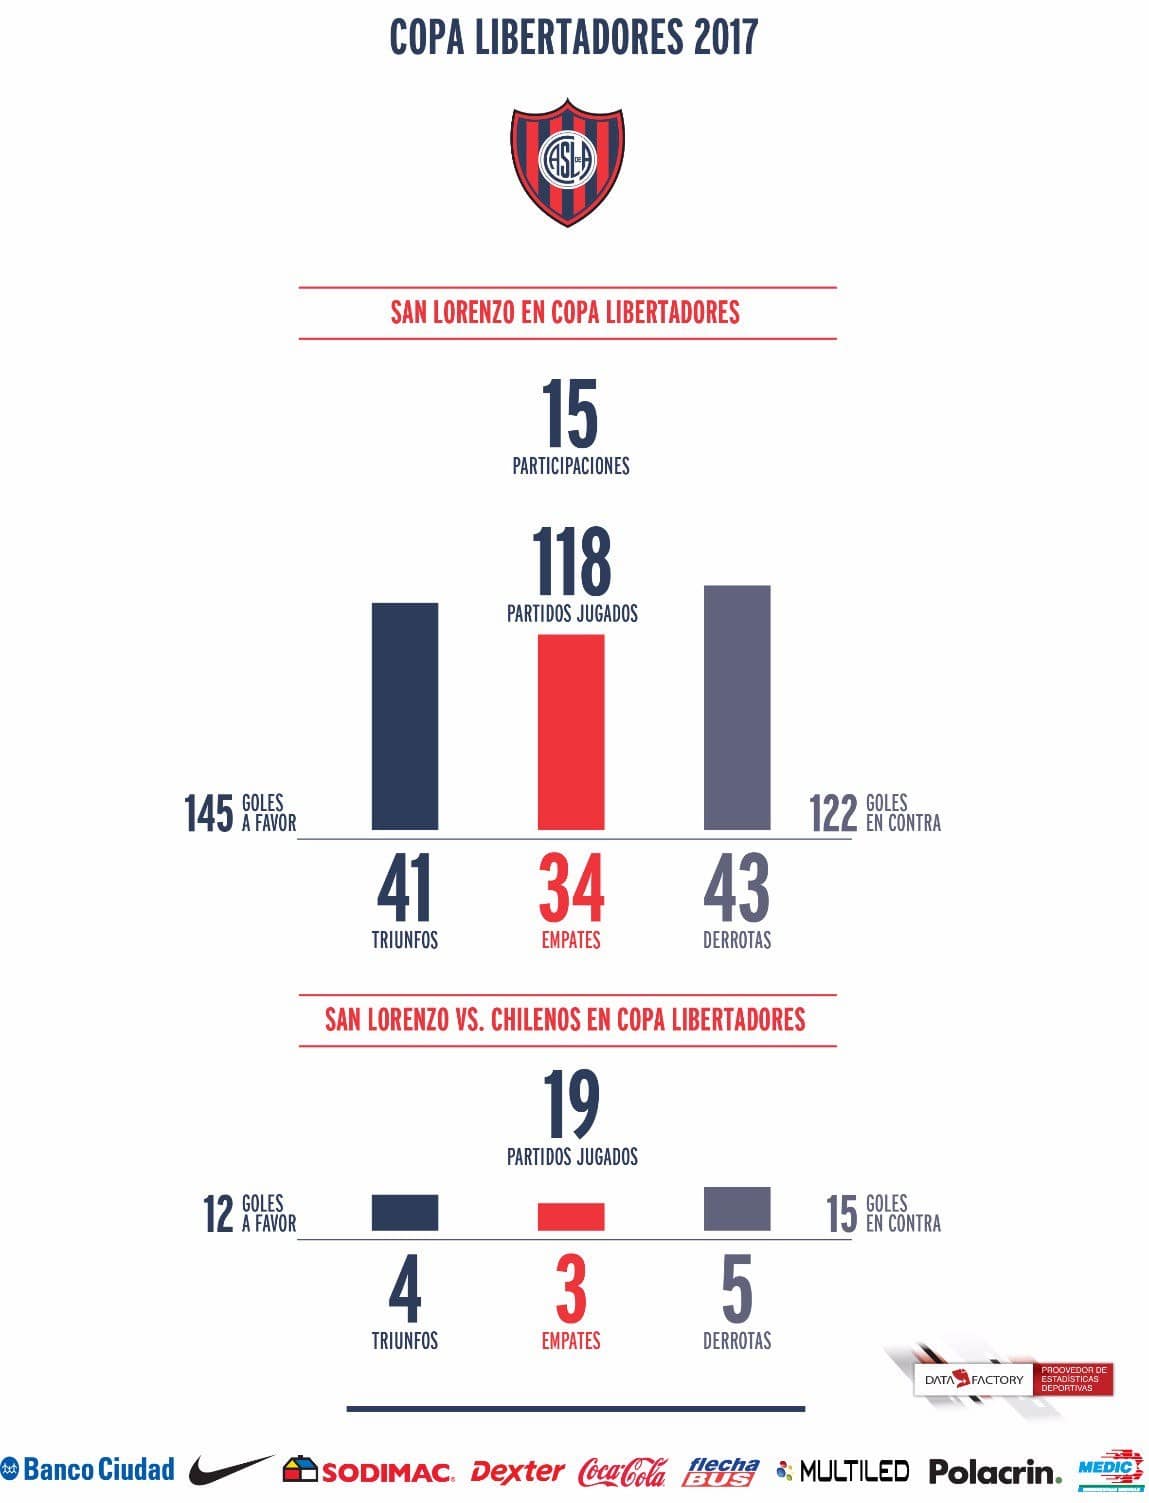 COPA LIBERTADORES 2017
CASLA
DE
SAN LORENZO EN COPA LIBERTADORES
15
PARTICIPACIONES
118
PARTIDOS JUGADOS
145 GOLES
A FAVOR
122 GOLES
EN CONTRA
41
TRIUNFOS
34
EMPATES
43
DERROTAS
SAN LORENZO VS. CHILENOS EN COPA LIBERTADORES
19
PARTIDOS JUGADOS
12 GOLES
A FAVOR
15 GOLES
EN CONTRA
4
TRIUNFOS
3
EMPATES
5
DERROTAS
DATA FACTORY
PROOVEDOR DE
ESTADÍSTICAS
DEPORTIVAS
Banco Ciudad
SODIMAC
Dexter
Coca-Cola
flecha
BUS
MULTILED
Polacrin.
MEDIC